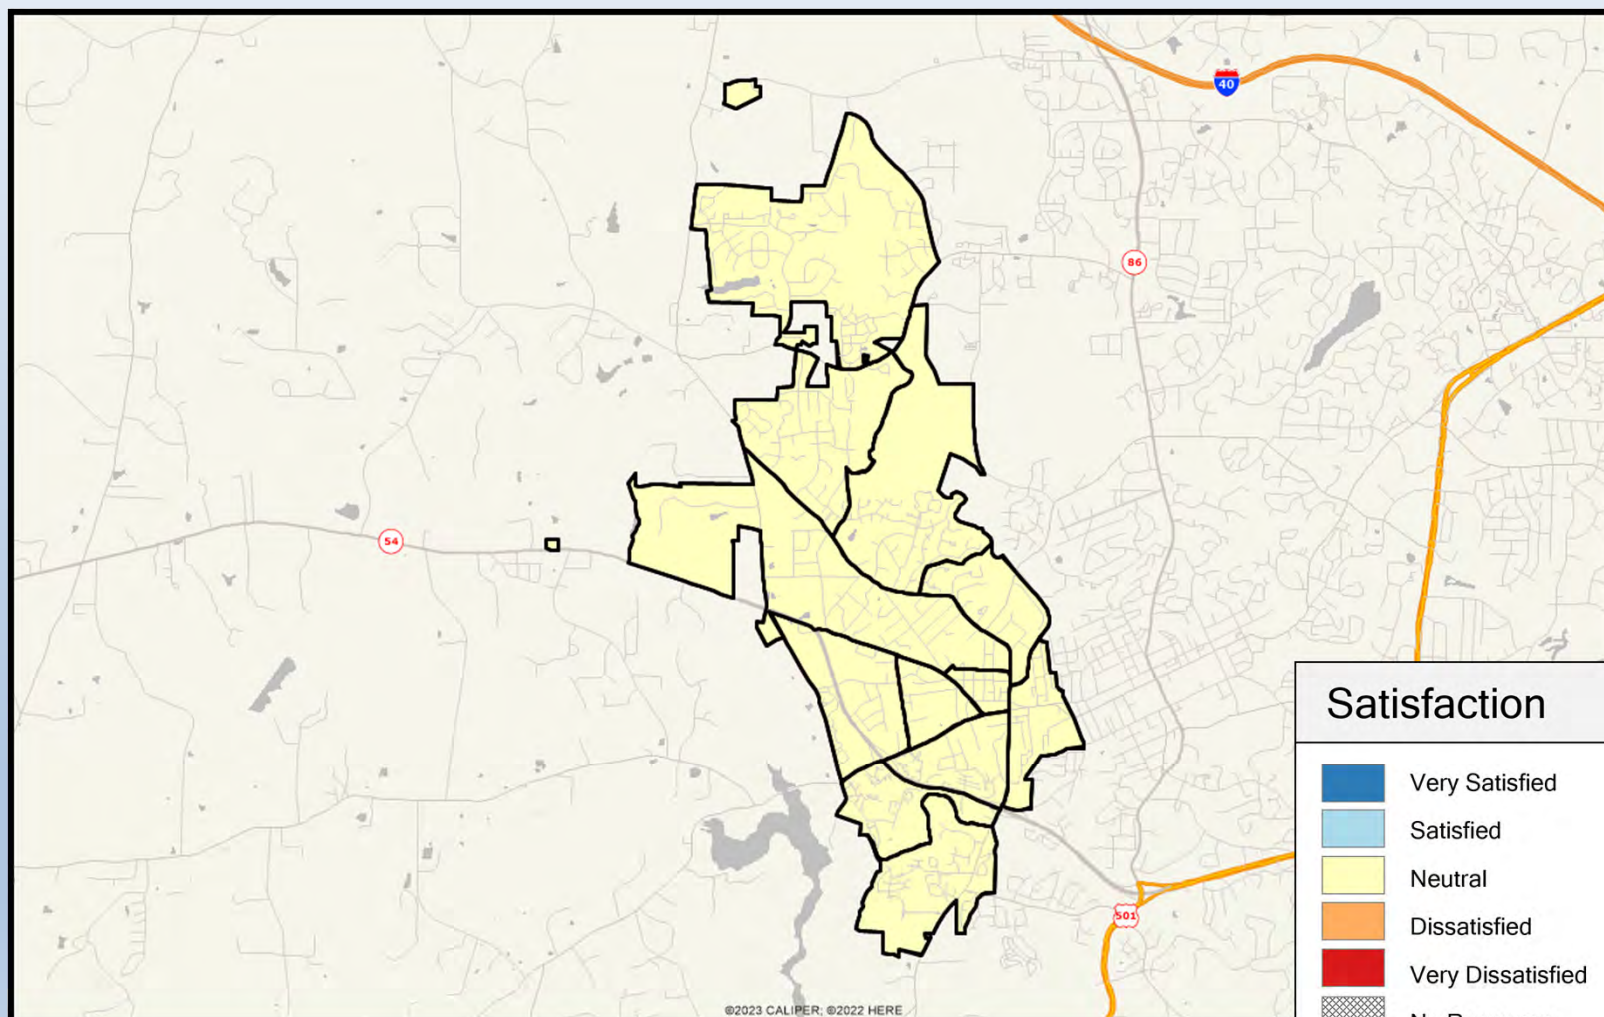 40
86
54
Satisfaction
Very Satisfied
Satisfied
Neutral
Dissatisfied
Very Dissatisfied
501
©2023 CALIPER; ©2022 HERE